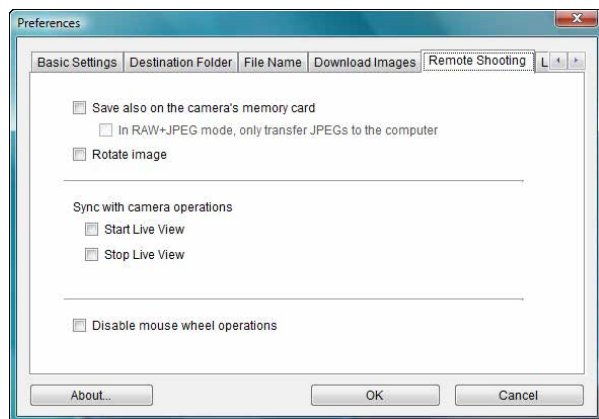 Preferences
Basic Settings Destination Folder File Name Download Images Remote Shooting L
Save also on the camera's memory card
In RAW+JPEG mode, only transfer JPEGs to the computer
Rotate image
Sync with camera operations
Start Live View
Stop Live View
Disable mouse wheel operations
About... OK Cancel